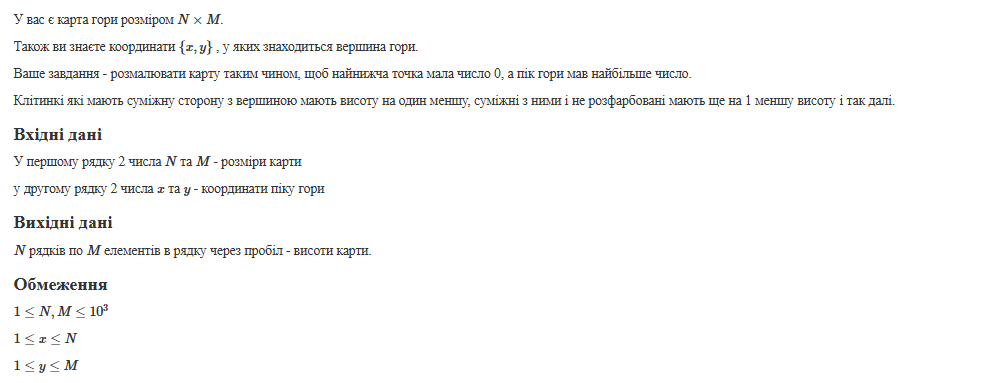 У вас є карта гори розміром N × M.
Також ви знаєте координати {x, y} , у яких знаходиться вершина гори.
Ваше завдання - розмалювати карту таким чином, щоб найнижча точка мала число 0, а пік гори мав найбільше число.
Клітинкі які мають суміжну сторону з вершиною мають висоту на один меншу, суміжні з ними і не розфарбовані мають ще на 1 меншу висоту і так далі.
Вхідні дані
У першому рядку 2 числа N та M - розміри карти
у другому рядку 2 числа x та y - координати піку гори
Вихідні дані
N рядків по M елементів в рядку через пробіл - висоти карти.
Обмеження
1 ≤ N, M ≤ 10³
1 ≤ x ≤ N
1 ≤ y ≤ M